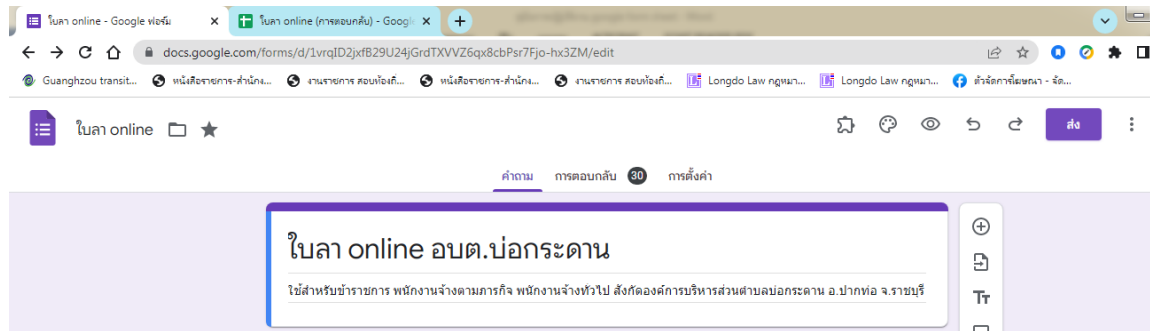 ใบลา online - Google ฟอร์ม
ใบลา online (การตอบกลับ) - Googl
docs.google.com/forms/d/1vrqID2jxfB29U24jGrdTXVVZ6qx8cbPsr7Fjo-hx3ZM/edit
Guanghzou transit... หนังสือราชการ-สำนัก... งานราชการ สอบท้องถิ่... หนังสือราชการ-สำนัก... งานราชการ สอบท้องถิ่... Longdo Law กฎหมา... Longdo Law กฎหมา... ตัวจัดการโฆษณา - จัด...
ใบลา online
ส่ง
คำถาม การตอบกลับ 30 การตั้งค่า
ใบลา online อบต.บ่อกระดาน
ใช้สำหรับข้าราชการ พนักงานจ้างตามภารกิจ พนักงานจ้างทั่วไป สังกัดองค์การบริหารส่วนตำบลบ่อกระดาน อ.ปากท่อ จ.ราชบุรี
Tт